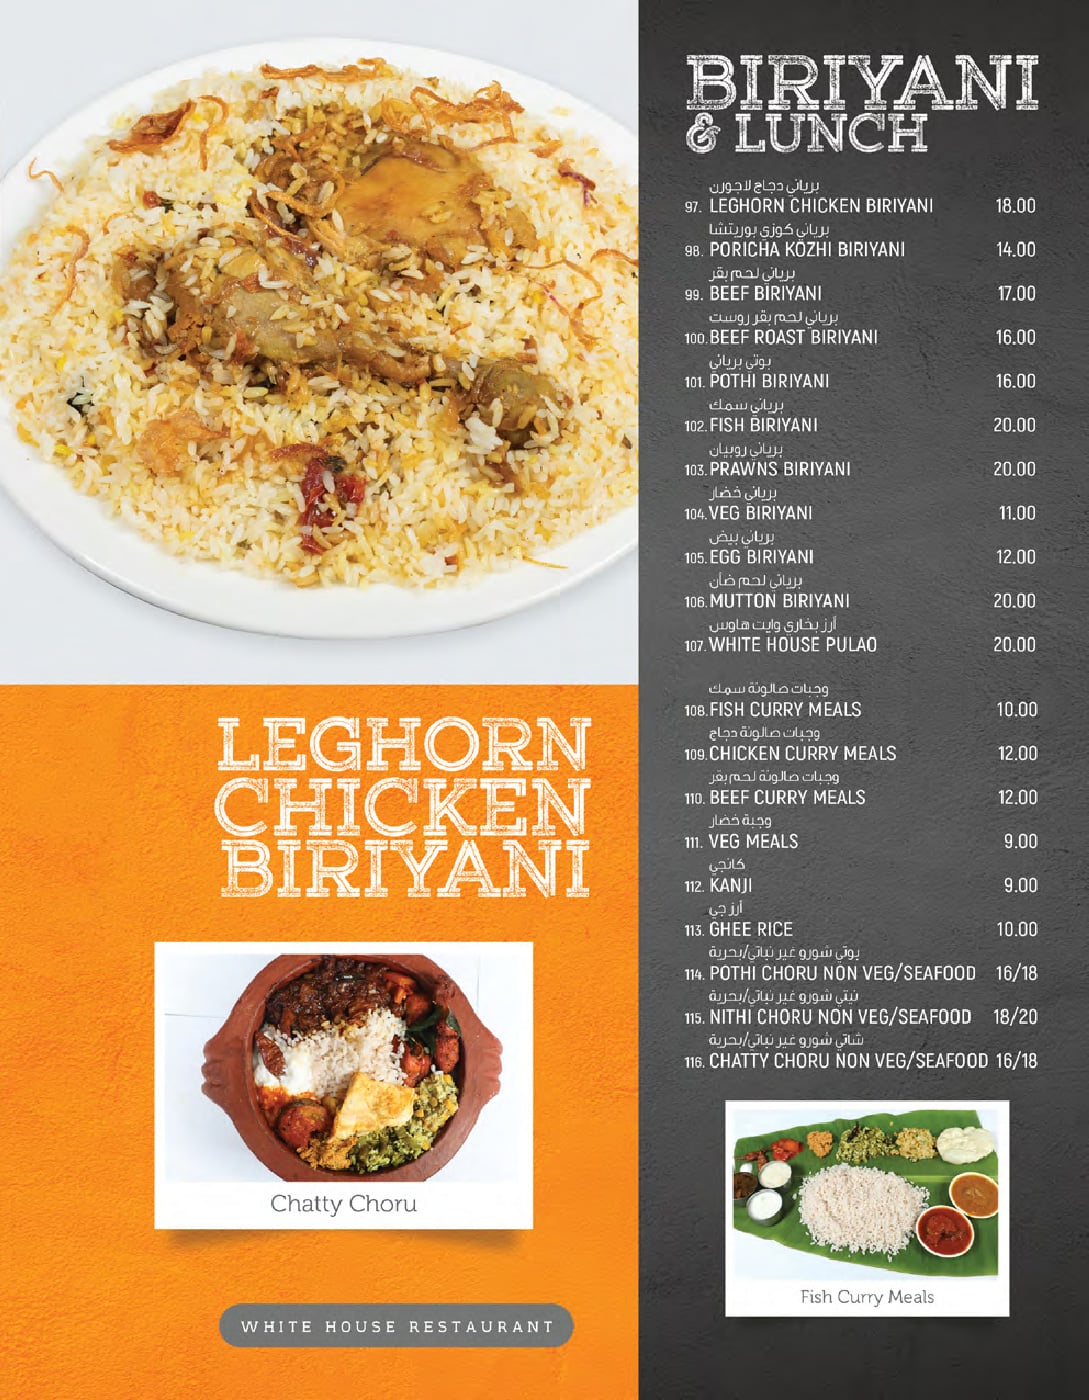 BIRIYANI
& LUNCH
برياني دجاج لاجورن
97. LEGHORN CHICKEN BIRIYANI 18.00
برياني كوزي بوريتشا
98. PORICHA KOZHI BIRIYANI 14.00
برياني لحم بقر
99. BEEF BIRIYANI 17.00
برياني لحم بقر روست
100. BEEF ROAST BIRIYANI 16.00
بوتي برياني
101. POTHI BIRIYANI 16.00
برياني سمك
102. FISH BIRIYANI 20.00
برياني روبيان
103. PRAWNS BIRIYANI 20.00
برياني خضار
104. VEG BIRIYANI 11.00
برياني بيض
105. EGG BIRIYANI 12.00
برياني لحم ضأن
106. MUTTON BIRIYANI 20.00
أرز بخاري وايت هاوس
107. WHITE HOUSE PULAO 20.00
وجبات صالونة سمك
108. FISH CURRY MEALS 10.00
وجبات صالونة دجاج
109. CHICKEN CURRY MEALS 12.00
وجبات صالونة لحم بقر
110. BEEF CURRY MEALS 12.00
وجبة خضار
111. VEG MEALS 9.00
كانجي
112. KANJI 9.00
أرز جي
113. GHEE RICE 10.00
بوتي شورو غير نباتي/بحرية
114. POTHI CHORU NON VEG/SEAFOOD 16/18
نيتي شورو غير نباتي/بحرية
115. NITHI CHORU NON VEG/SEAFOOD 18/20
شاتي شورو غير نباتي/بحرية
116. CHATTY CHORU NON VEG/SEAFOOD 16/18
Fish Curry Meals
LEGHORN
CHICKEN
BIRIYANI
Chatty Choru
WHITE HOUSE RESTAURANT